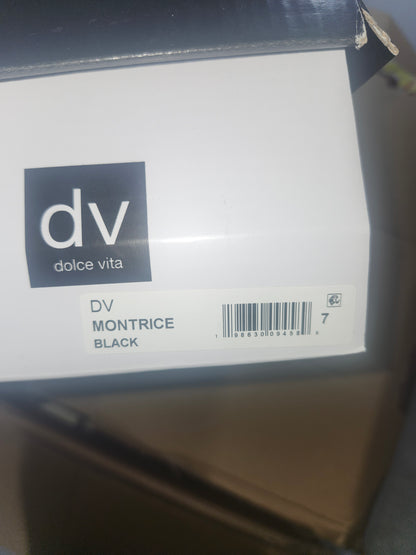 dv
dolce vita
DV
MONTRICE
BLACK
7